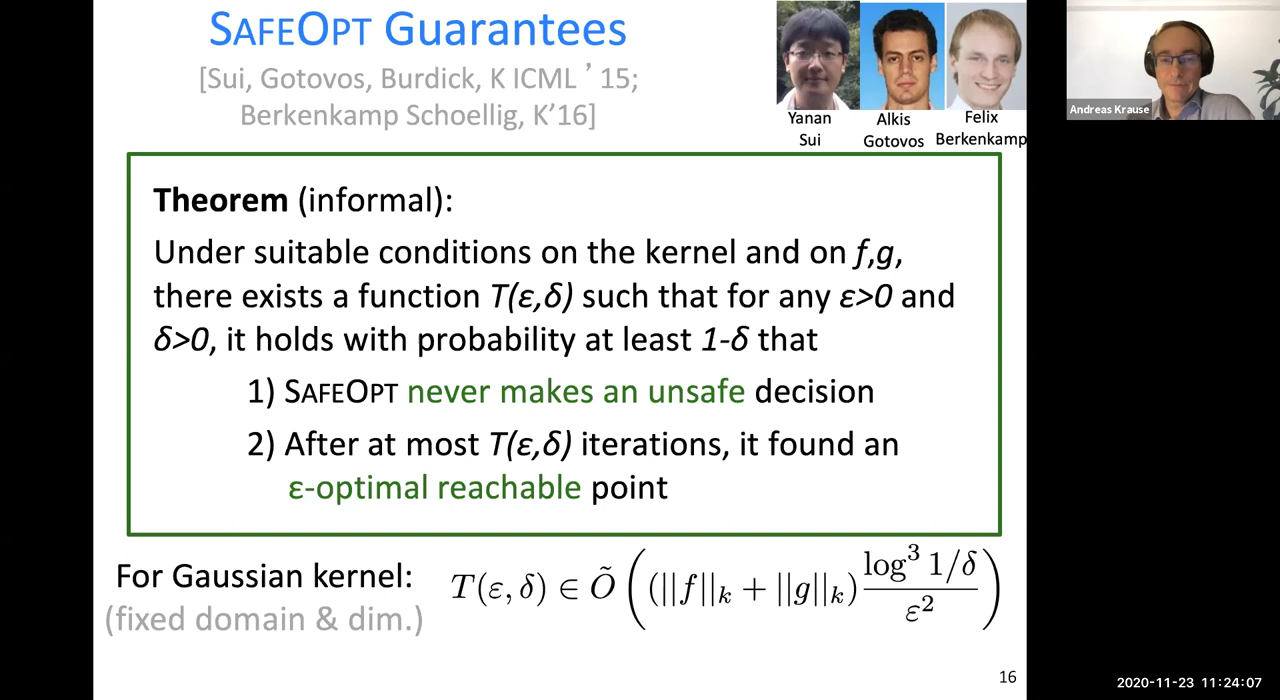 SAFEOPT Guarantees
[Sui, Gotovos, Burdick, K ICML ’ 15;
Berkenkamp Schoellig, K’16]
Yanan
Sui
Alkis
Gotovos
Felix
Berkenkamp
Andreas Krause
Theorem (informal):
Under suitable conditions on the kernel and on f,g,
there exists a function T(ε,δ) such that for any ε>0 and
δ>0, it holds with probability at least 1-δ that
1) SAFEOPT never makes an unsafe decision
2) After at most T(ε,δ) iterations, it found an
ε-optimal reachable point
For Gaussian kernel:
(fixed domain & dim.)
T(ε, δ) ∈ Õ ( (||f||ₖ + ||g||ₖ) log³ 1/δ / ε² )
16
2020-11-23 11:24:07